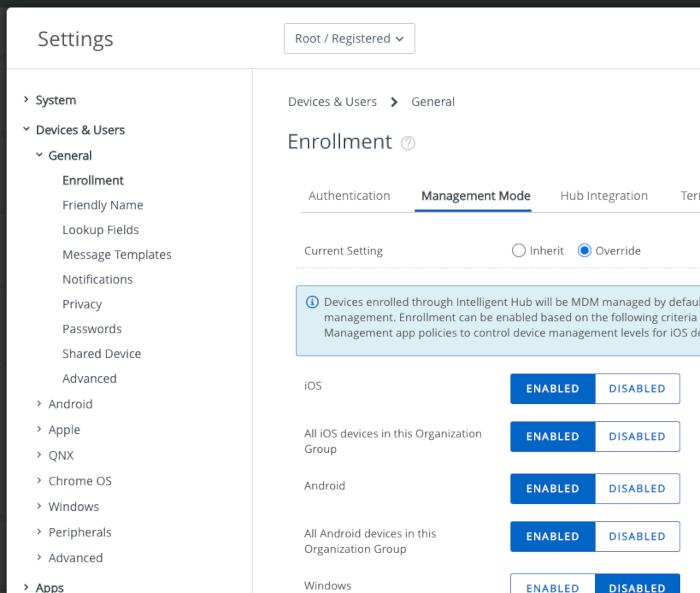 Settings
Root / Registered
System
Devices & Users
General
Enrollment
Friendly Name
Lookup Fields
Message Templates
Notifications
Privacy
Passwords
Shared Device
Advanced
Android
Apple
QNX
Chrome OS
Windows
Peripherals
Advanced
Apps
Devices & Users > General
Enrollment ?
Authentication Management Mode Hub Integration Ter
Current Setting Inherit Override
Devices enrolled through Intelligent Hub will be MDM managed by defaul
management. Enrollment can be enabled based on the following criteria
Management app policies to control device management levels for iOS de
iOS ENABLED DISABLED
All iOS devices in this Organization
Group
ENABLED DISABLED
Android ENABLED DISABLED
All Android devices in this
Organization Group
ENABLED DISABLED
Windows ENABLED DISABLED